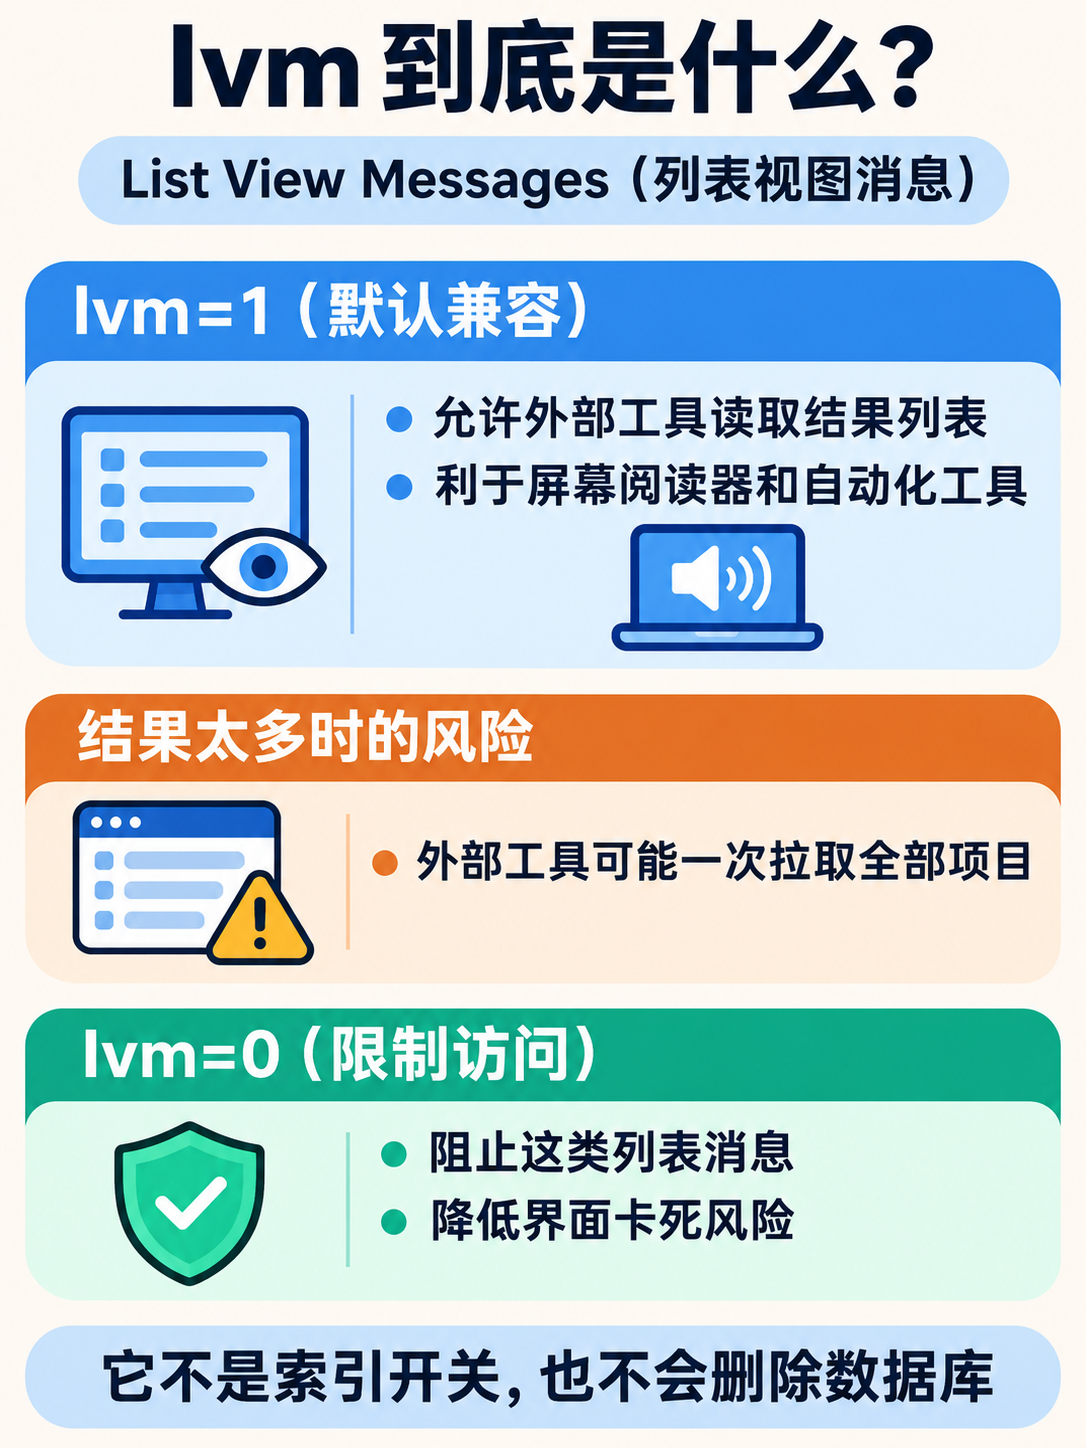 lvm 到底是什么？
List View Messages（列表视图消息）
lvm=1（默认兼容）
允许外部工具读取结果列表
利于屏幕阅读器和自动化工具
结果太多时的风险
外部工具可能一次拉取全部项目
lvm=0（限制访问）
阻止这类列表消息
降低界面卡死风险
它不是索引开关，也不会删除数据库